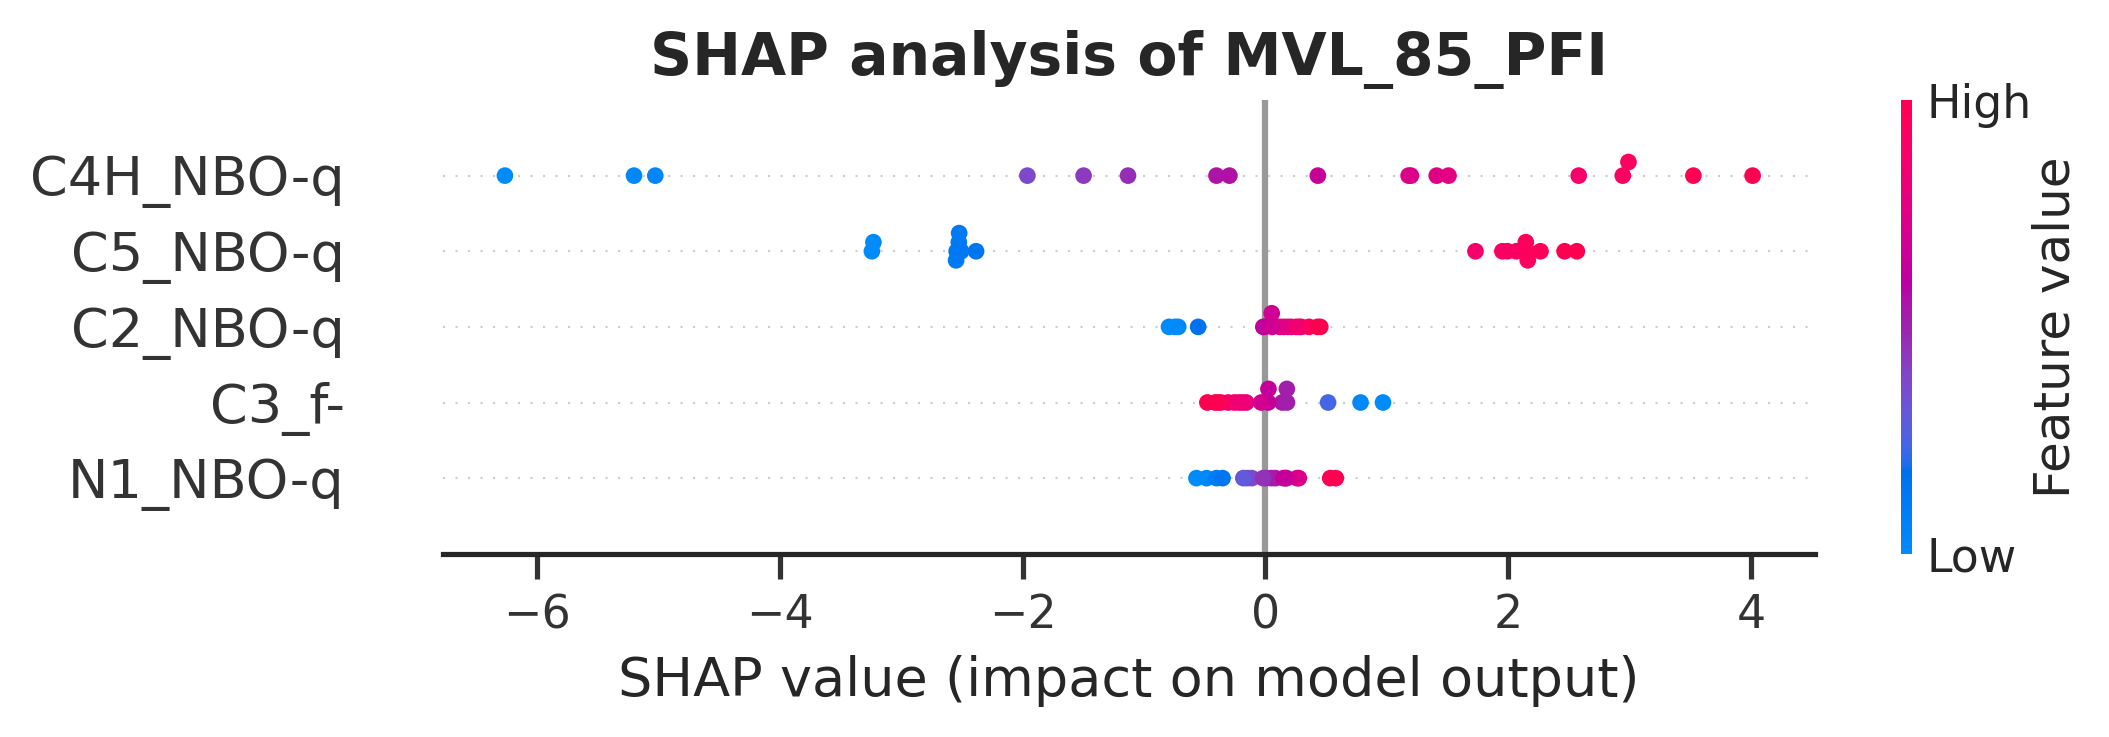 SHAP analysis of MVL_85_PFI
High
C4H_NBO-q
C5_NBO-q
C2_NBO-q
C3_f-
N1_NBO-q
Feature value
Low
−6 −4 −2 0 2 4
SHAP value (impact on model output)